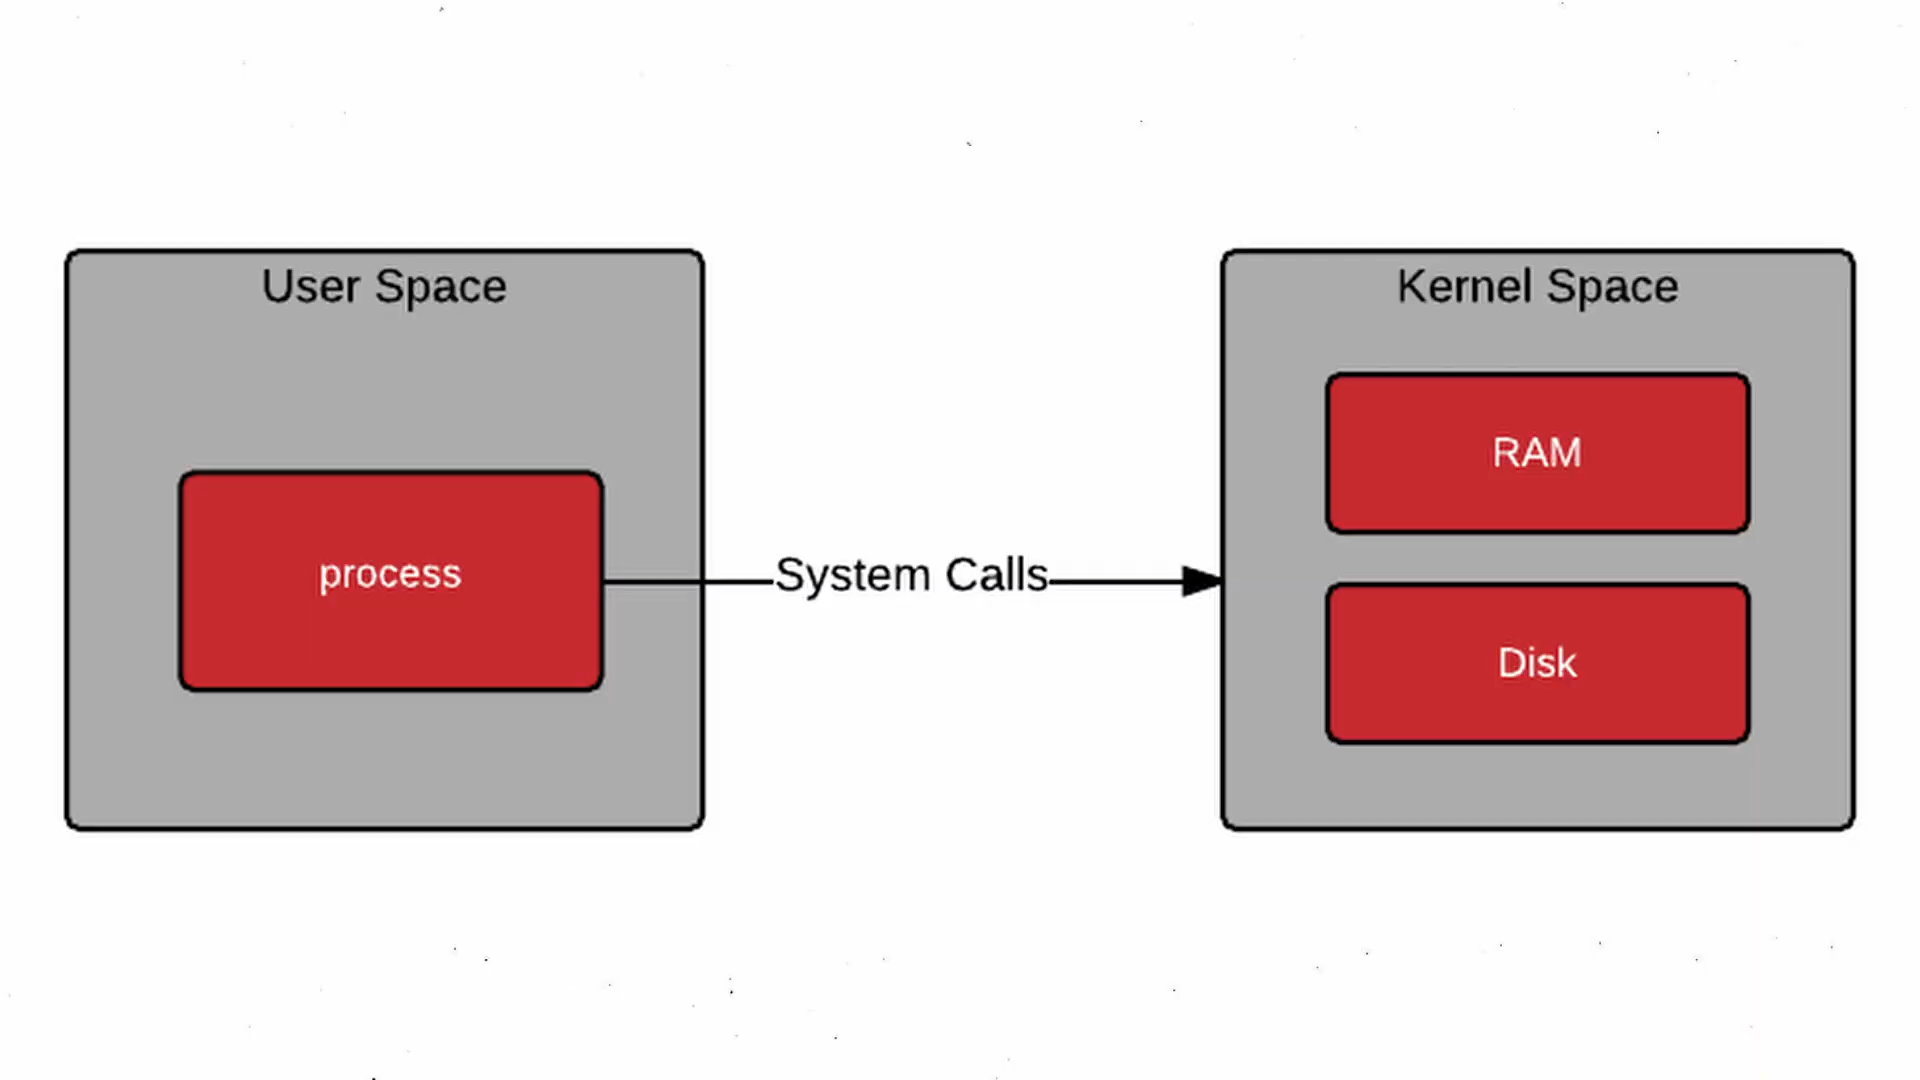 User Space
process
System Calls
Kernel Space
RAM
Disk